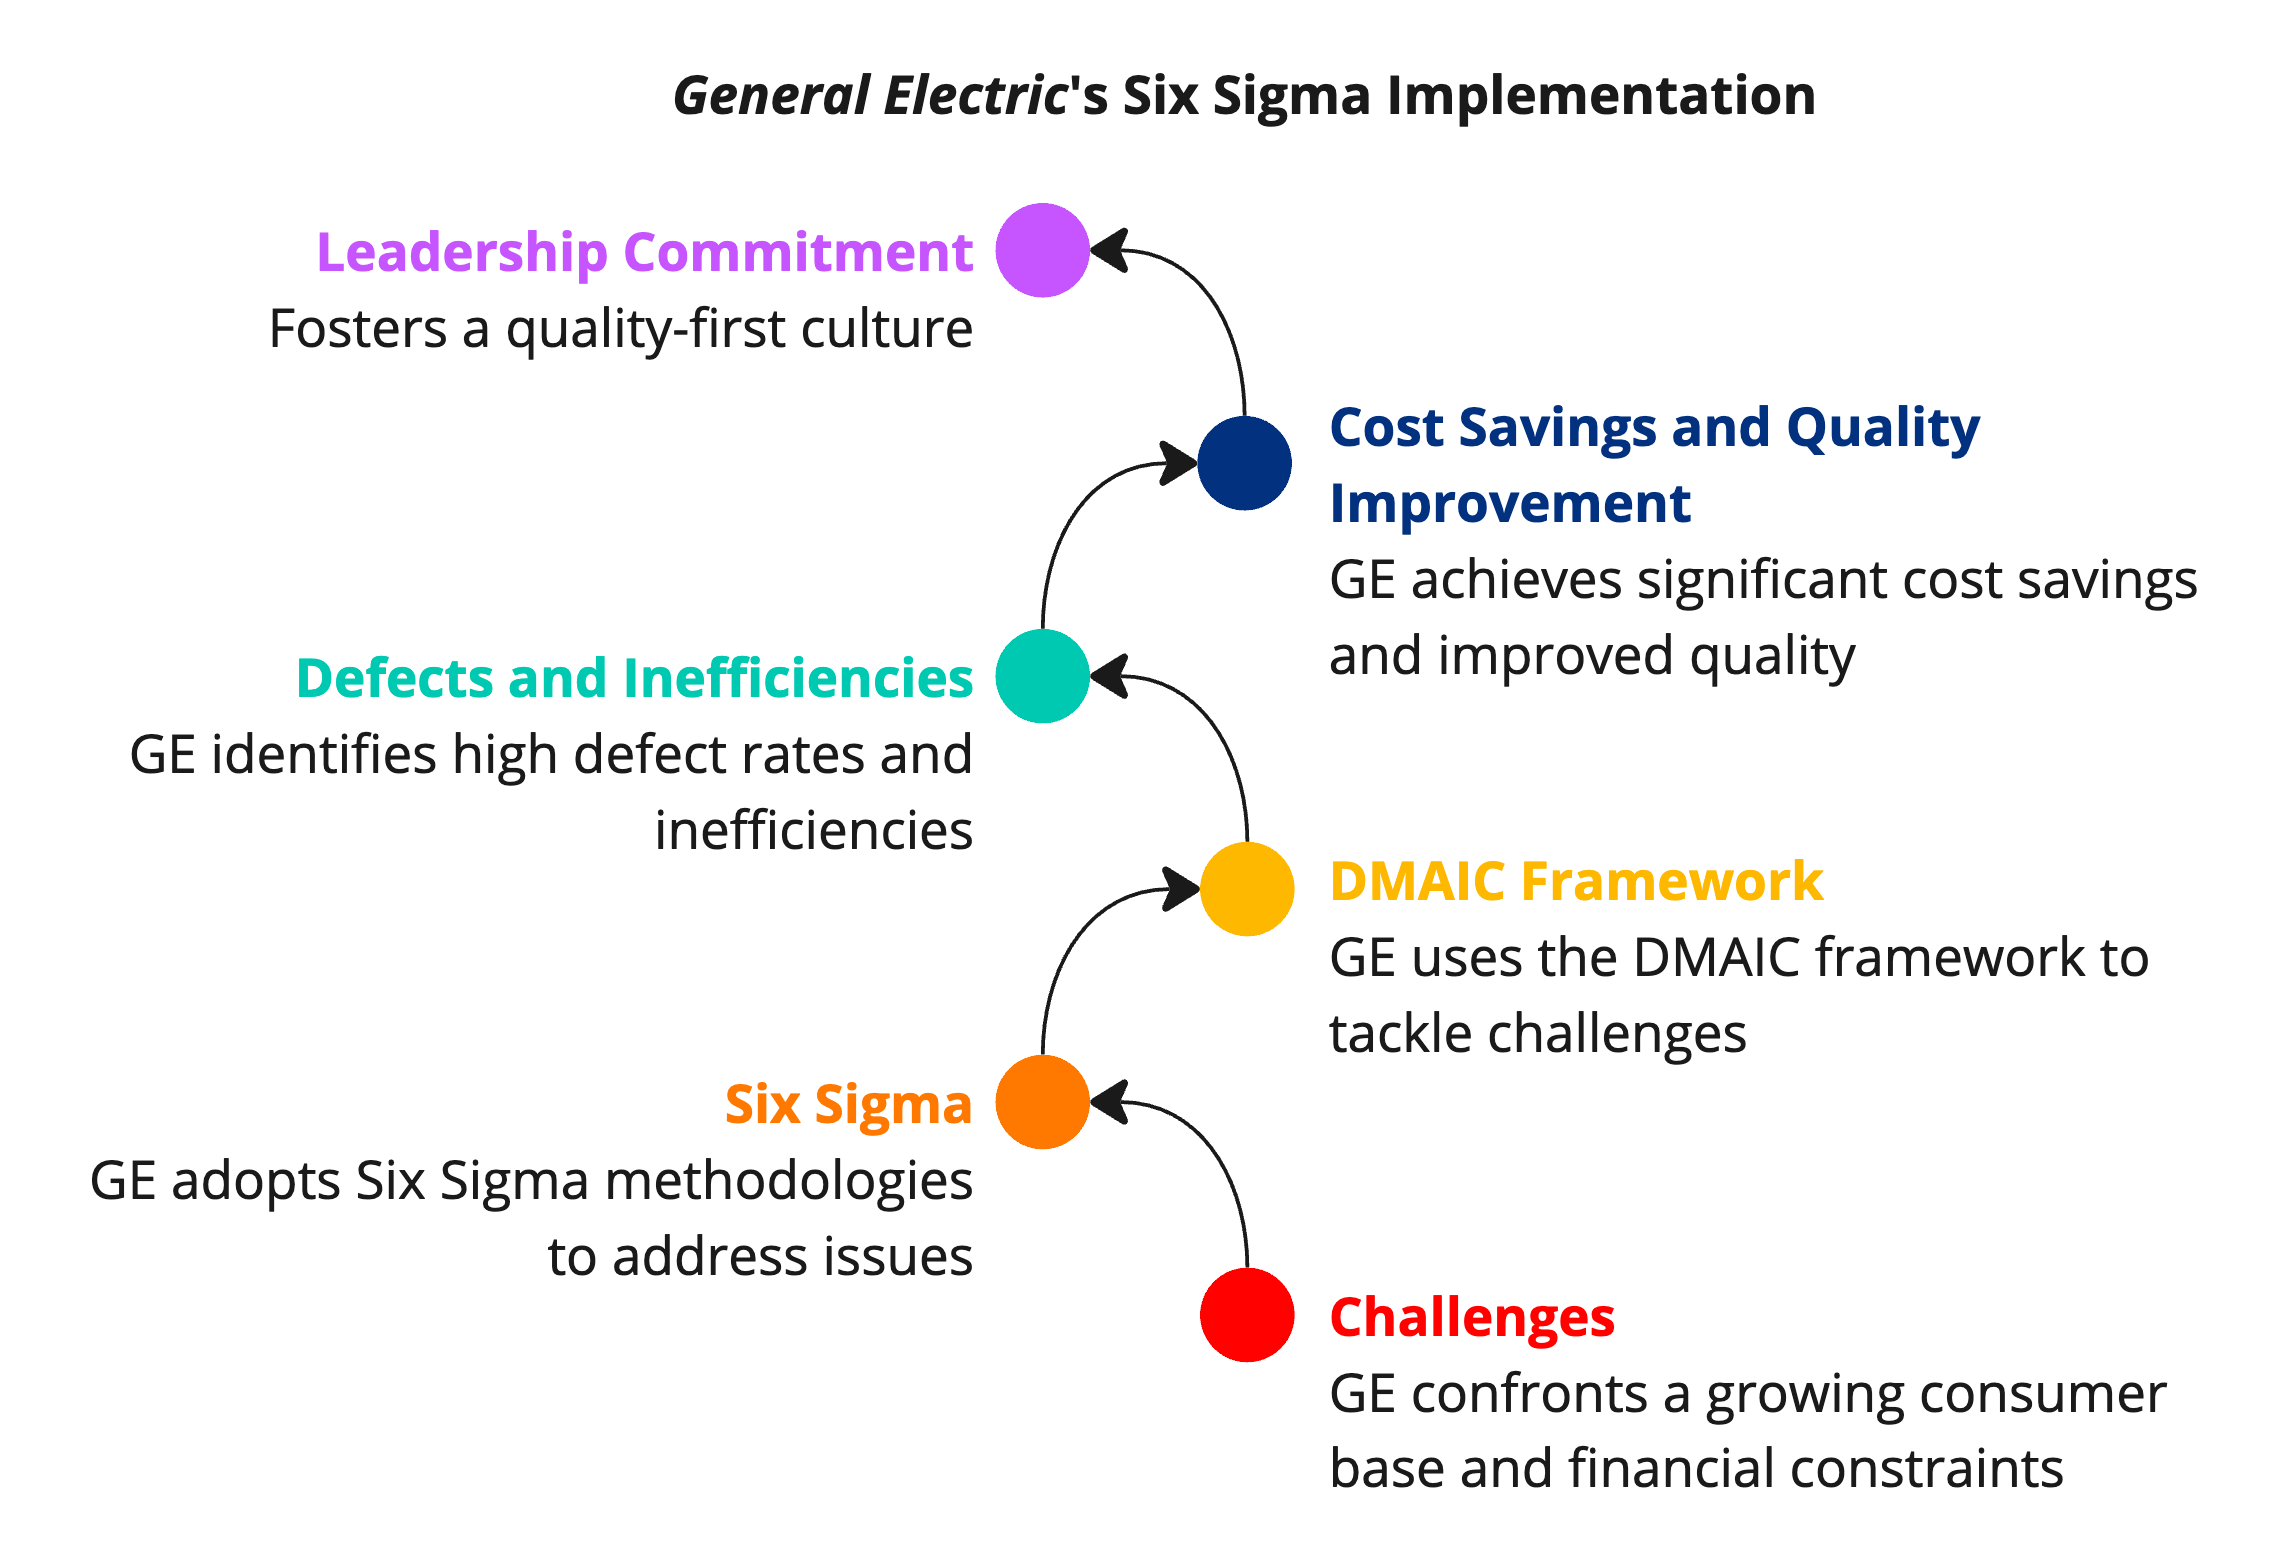 General Electric's Six Sigma Implementation
Leadership Commitment
Fosters a quality-first culture
Cost Savings and Quality
Improvement
GE achieves significant cost savings
and improved quality
Defects and Inefficiencies
GE identifies high defect rates and
inefficiencies
DMAIC Framework
GE uses the DMAIC framework to
tackle challenges
Six Sigma
GE adopts Six Sigma methodologies
to address issues
Challenges
GE confronts a growing consumer
base and financial constraints